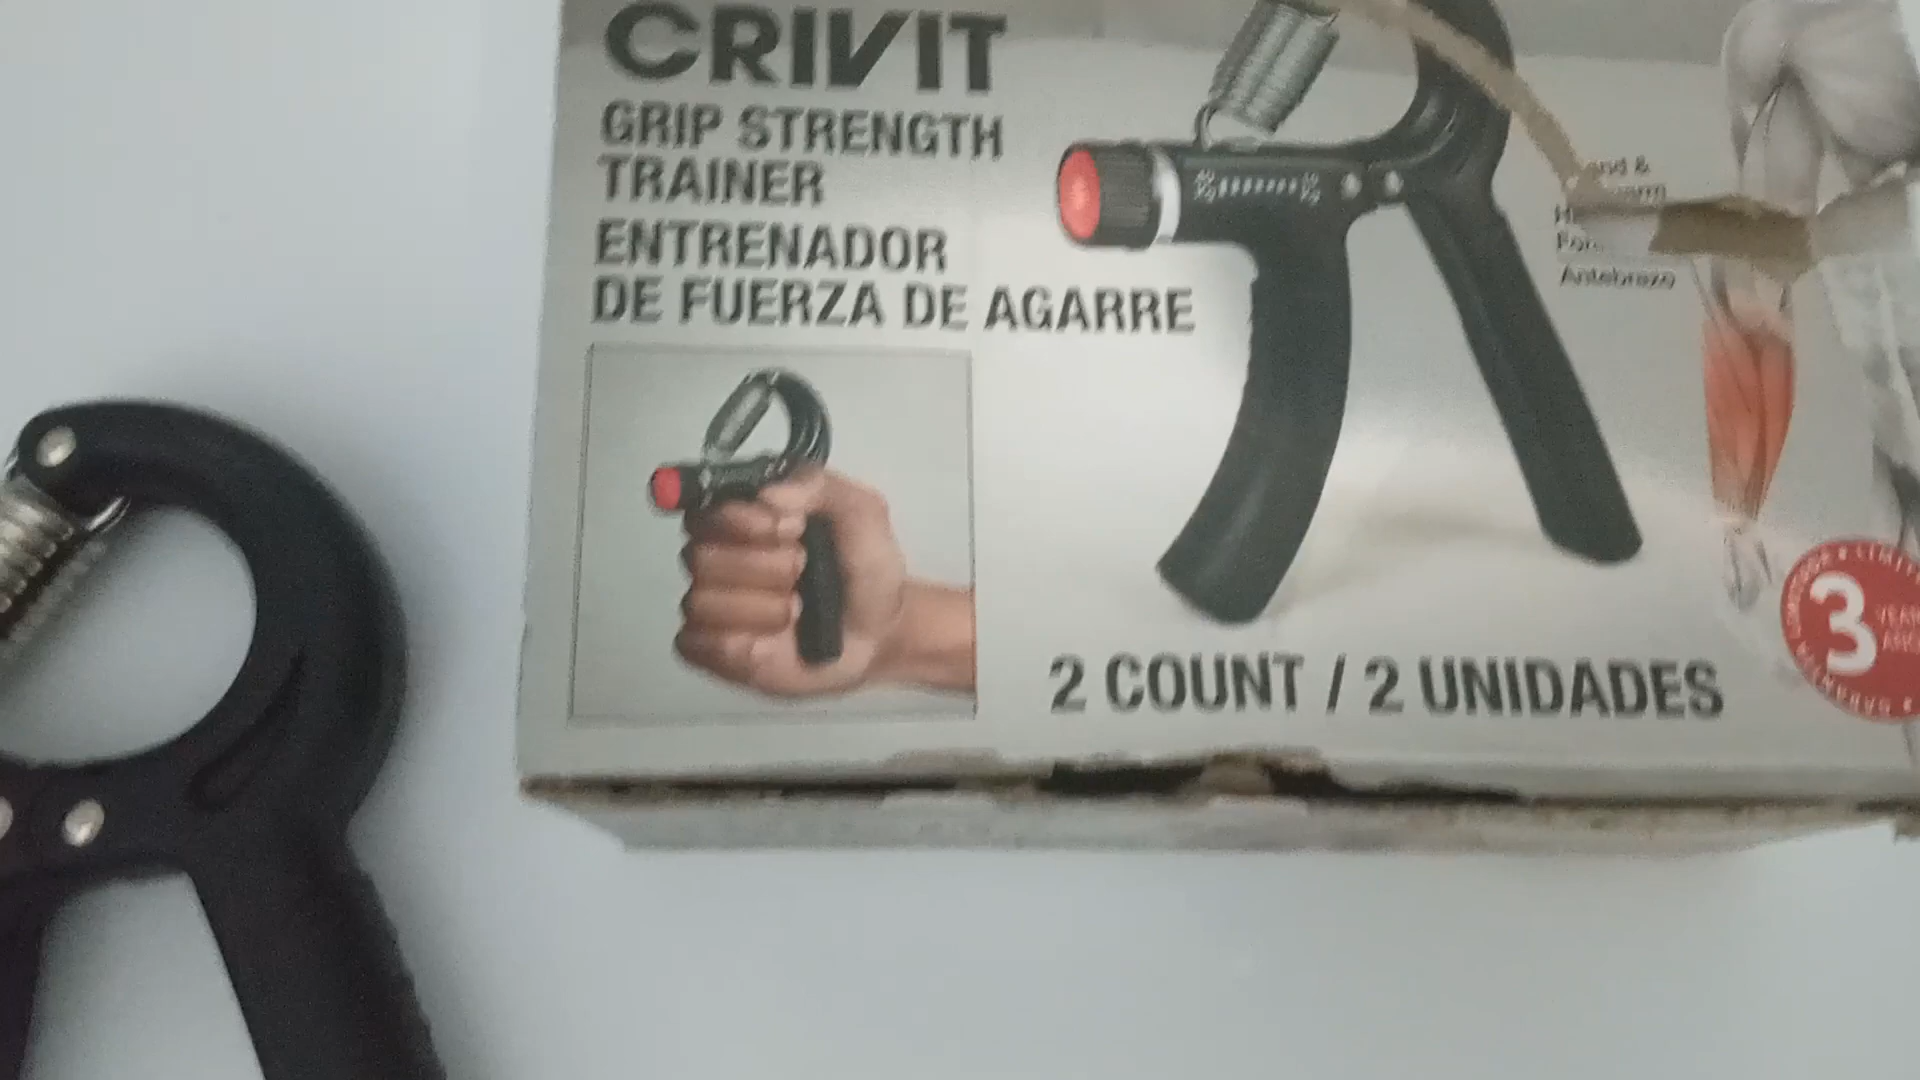 CRIVIT
GRIP STRENGTH
TRAINER
ENTRENADOR
DE FUERZA DE AGARRE
Antebrazo
2 COUNT / 2 UNIDADES
3